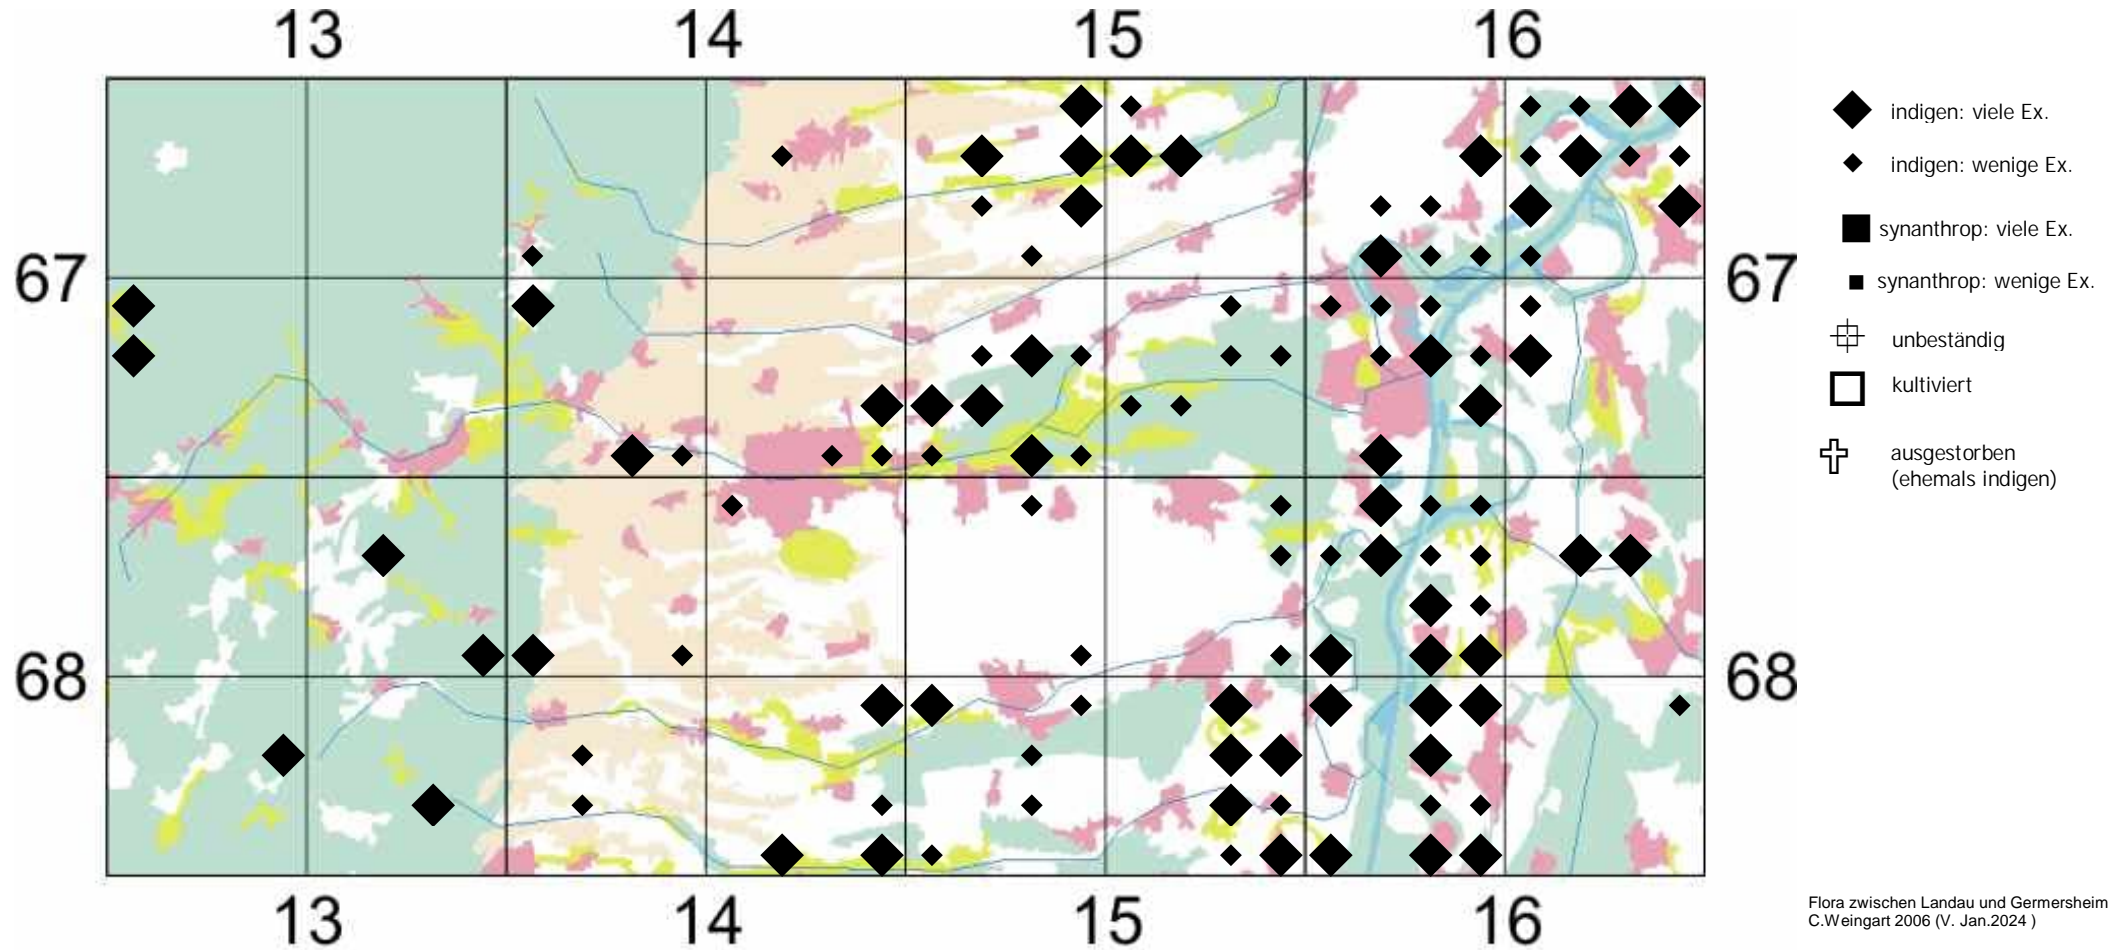 13 14 15 16
indigen: viele Ex.
indigen: wenige Ex.
synanthrop: viele Ex.
67 67
synanthrop: wenige Ex.
unbeständig
kultiviert
ausgestorben
(ehemals indigen)
68 68
13 14 15 16
Flora zwischen Landau und Germersheim
C.Weingart 2006 (V. Jan.2024 )